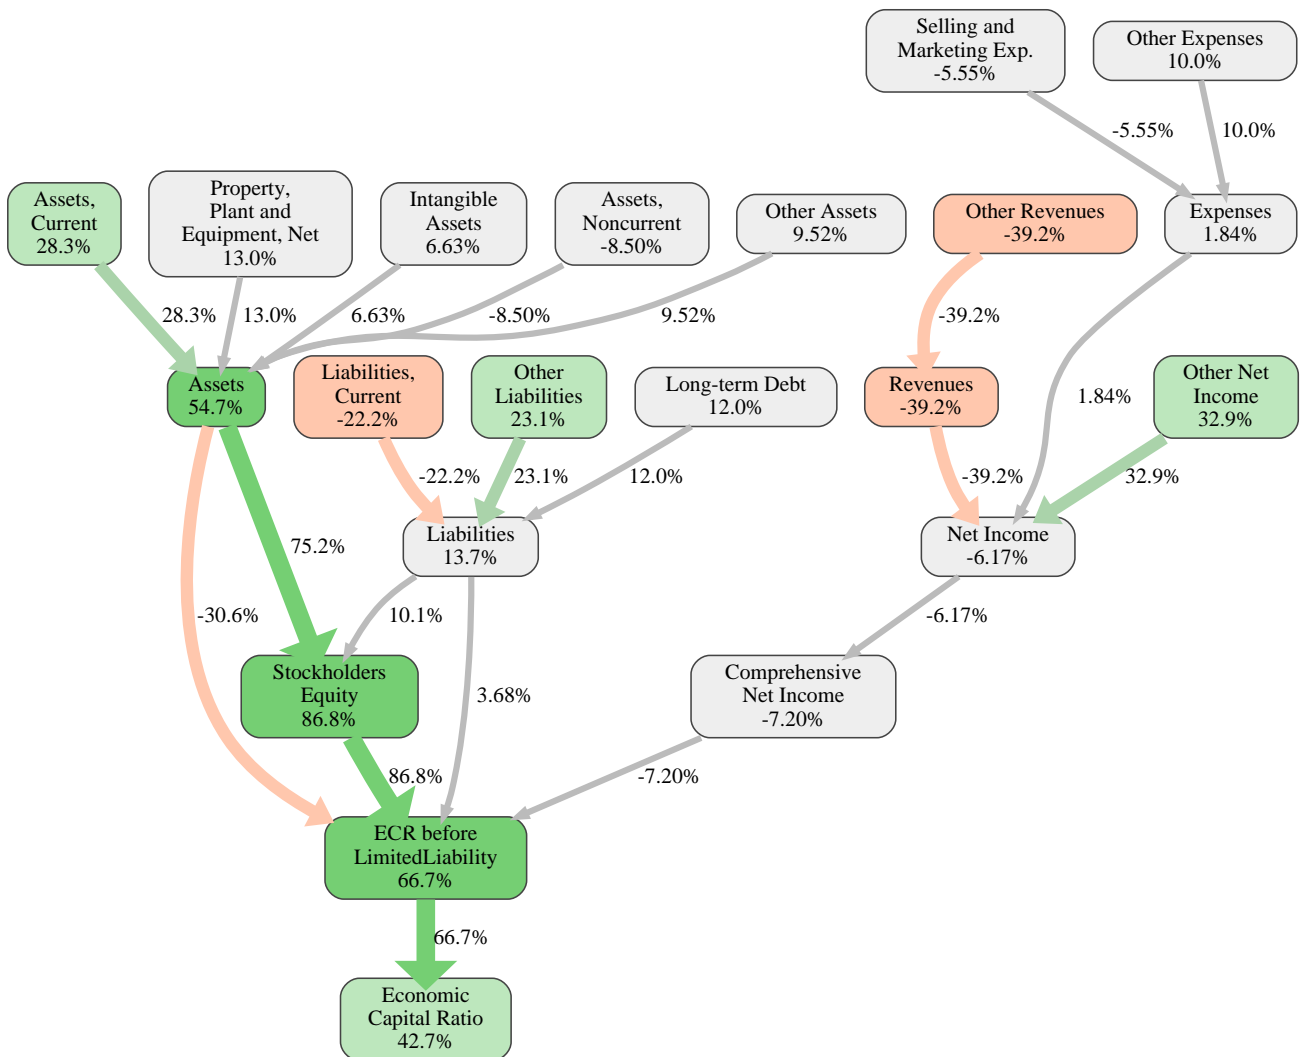 Selling and
Marketing Exp.
-5.55%
Other Expenses
10.0%
-5.55%
10.0%
Assets,
Current
28.3%
Property,
Plant and
Equipment, Net
13.0%
Intangible
Assets
6.63%
Assets,
Noncurrent
-8.50%
Other Assets
9.52%
Other Revenues
-39.2%
Expenses
1.84%
28.3%
13.0%
6.63%
-8.50%
9.52%
-39.2%
Assets
54.7%
Liabilities,
Current
-22.2%
Other
Liabilities
23.1%
Long-term Debt
12.0%
Revenues
-39.2%
1.84%
Other Net
Income
32.9%
-22.2%
23.1%
12.0%
-39.2%
32.9%
75.2%
Liabilities
13.7%
Net Income
-6.17%
-30.6%
10.1%
-6.17%
Stockholders
Equity
86.8%
3.68%
Comprehensive
Net Income
-7.20%
86.8%
-7.20%
ECR before
LimitedLiability
66.7%
66.7%
Economic
Capital Ratio
42.7%